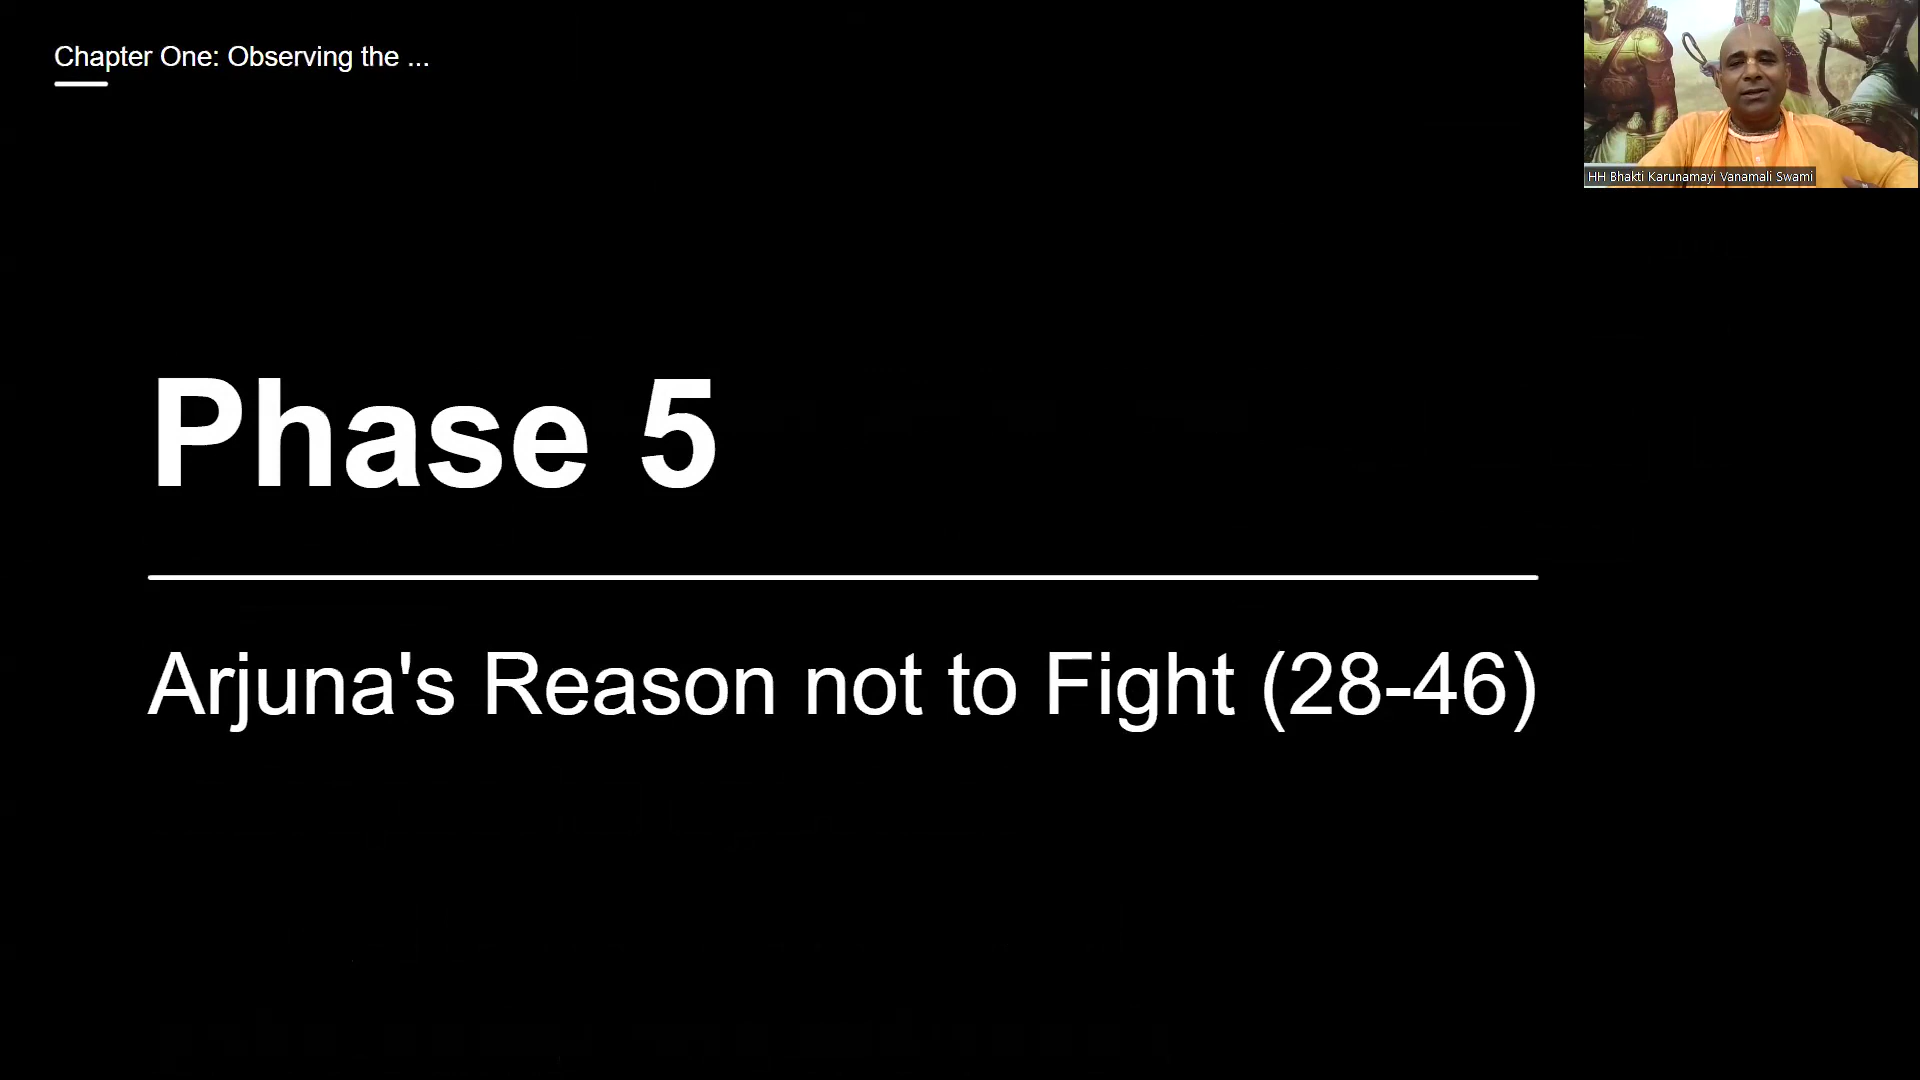 Chapter One: Observing the ...
HH Bhakti Karunamayi Vanamali Swami
Phase 5
Arjuna's Reason not to Fight (28-46)